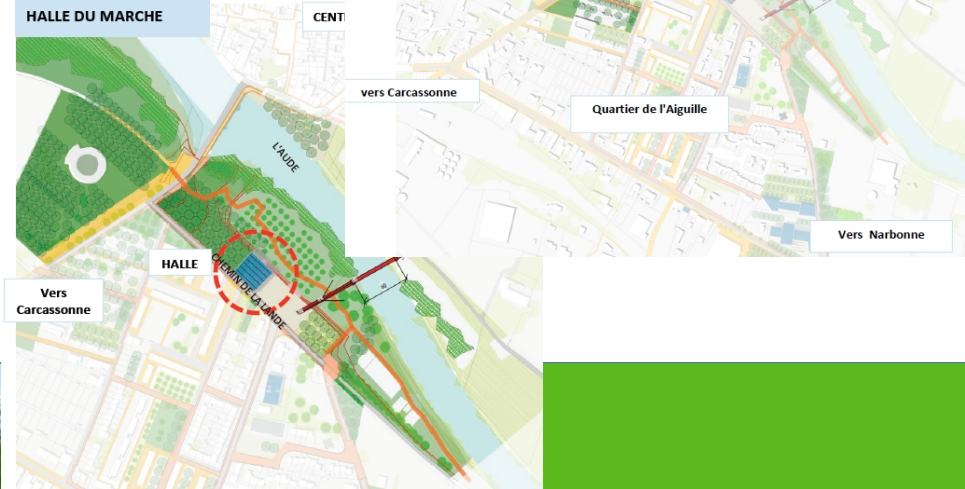 HALLE DU MARCHE
CENT
vers Carcassonne
Quartier de l'Aiguille
L'AUDE
Vers Narbonne
HALLE
CHEMIN DE LA LANDE
Vers
Carcassonne